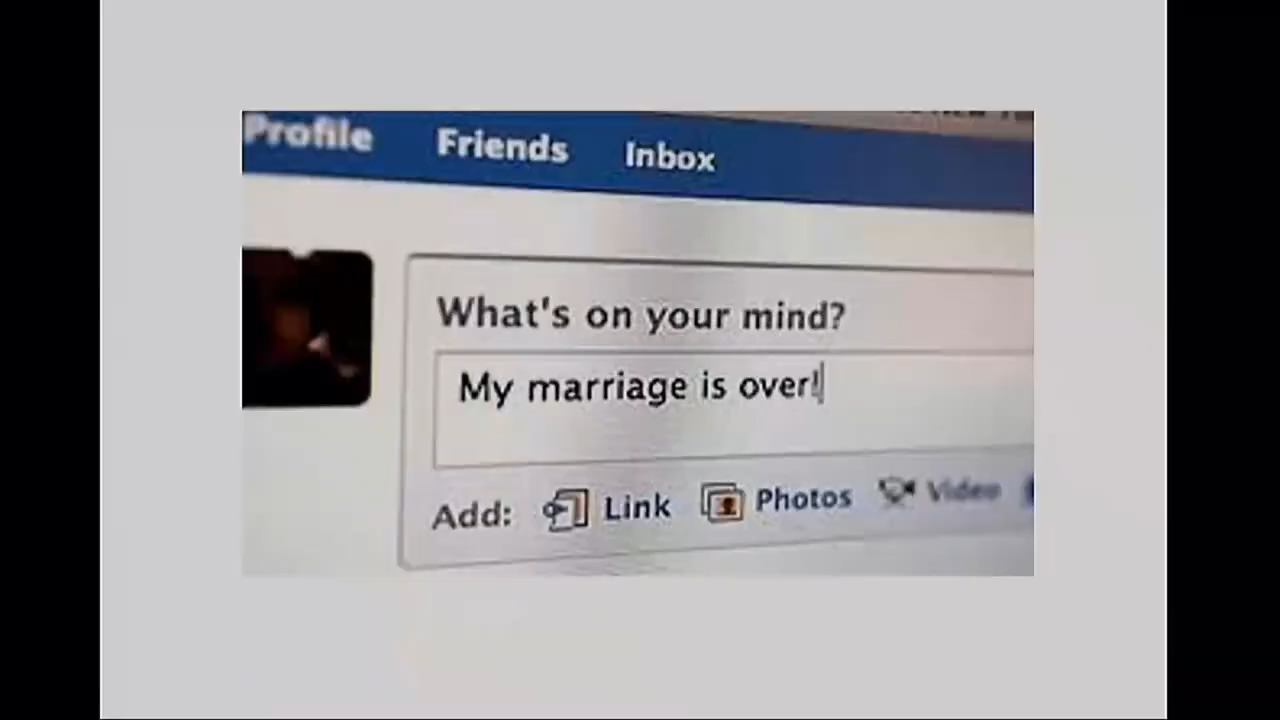 Profile Friends Inbox
What's on your mind?
My marriage is over!
Add: Link Photos Video